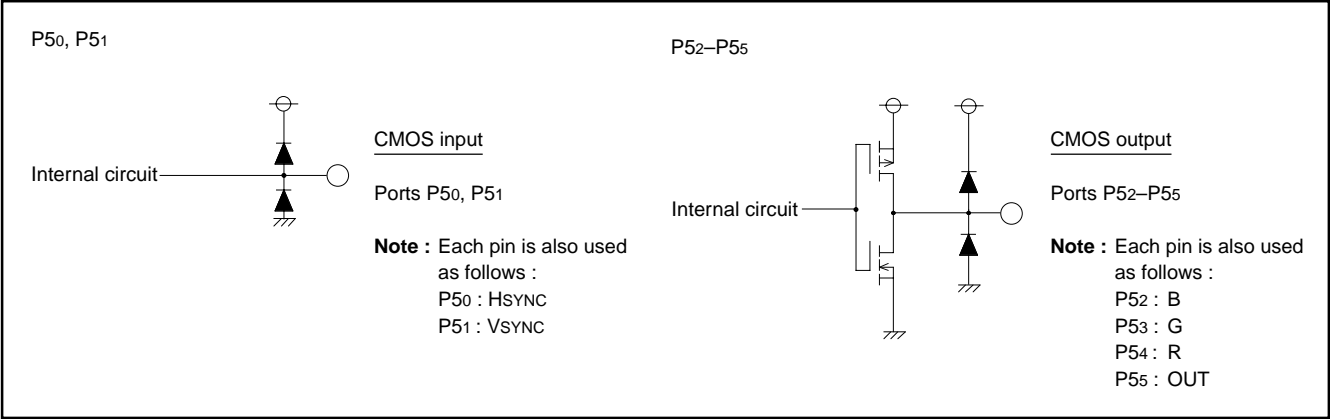 P50, P51
Internal circuit
CMOS input
Ports P50, P51
Note : Each pin is also used
as follows :
P50 : HSYNC
P51 : VSYNC
P52–P55
Internal circuit
CMOS output
Ports P52–P55
Note : Each pin is also used
as follows :
P52 : B
P53 : G
P54 : R
P55 : OUT